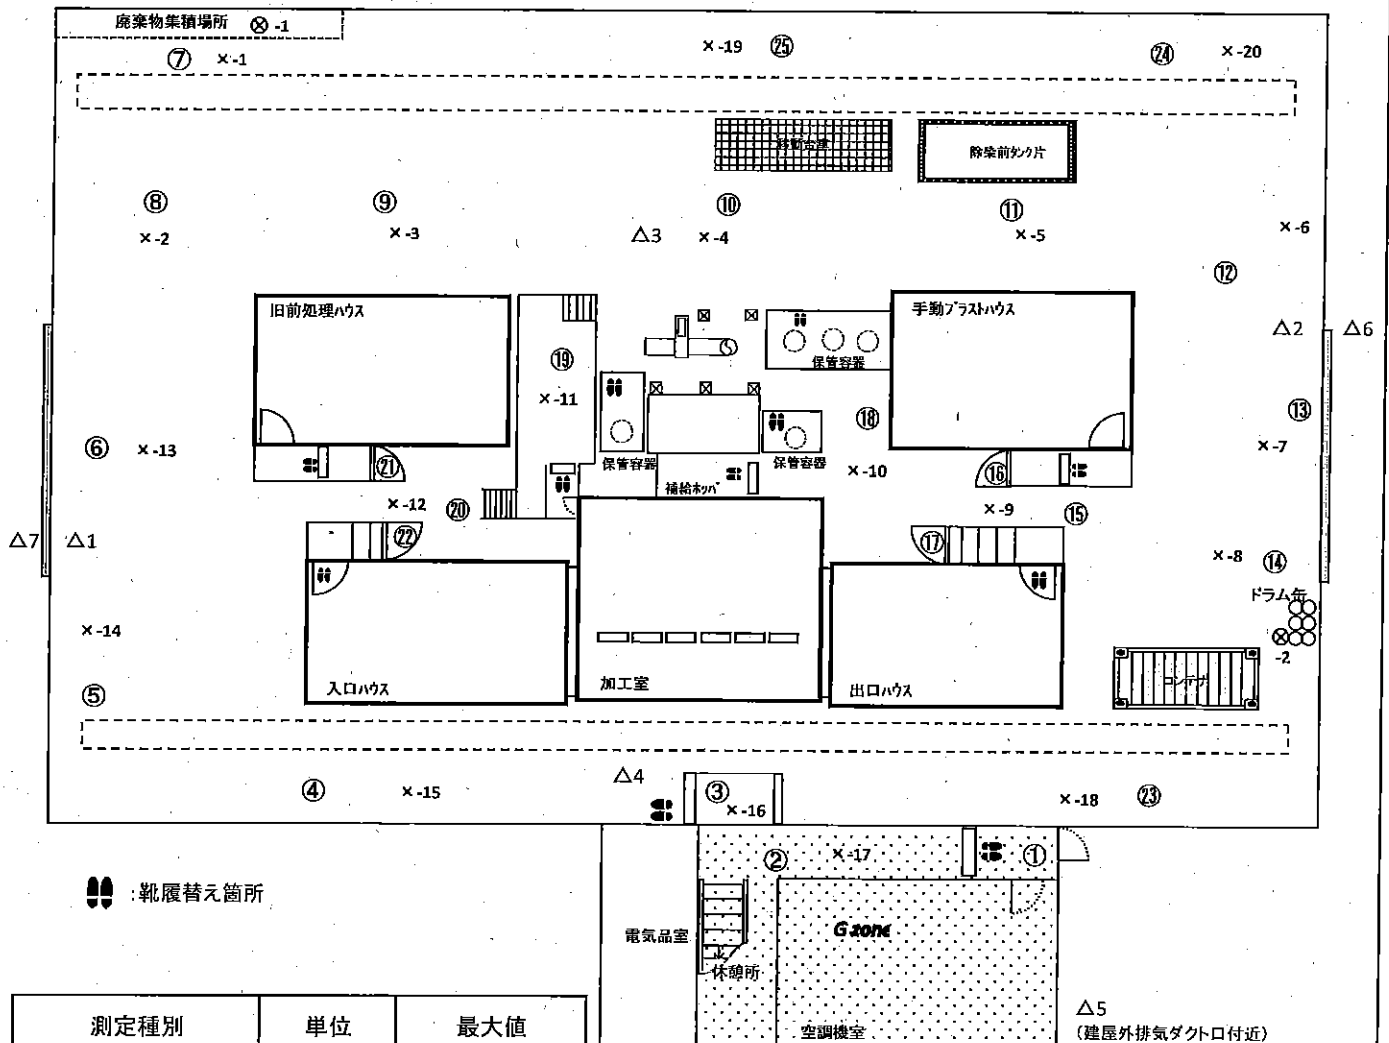 廃棄物集積場所 ⊗ -1
⑦ ×-1
×-19 ㉕
㉔ ×-20
移動台車
除染前タンク片
⑧
×-2
⑨
×-3
△3
⑩
×-4
⑪
×-5
×-6
⑫
旧前処理ハウス
手動ブラストハウス
△2 △6
保管容器
⑲
×-11
⑱
⑬
×-7
⑥ ×-13
㉑
保管容器
保管容器
×-10
⑯
補給ホッパ
×-12 ⑳
×-9 ⑮
㉒
⑰
△7 △1
×-8 ⑭
ドラム缶
⊗
-2
×-14
⑤
入口ハウス
加工室
出口ハウス
コンテナ
④ ×-15
△4
③
×-16
×-18 ㉓
② ×-17
①
:靴履替え箇所
電気品室
G zone
休憩所
空調機室
△5
(建屋外排気ダクト口付近)
測定種別 単位 最大値